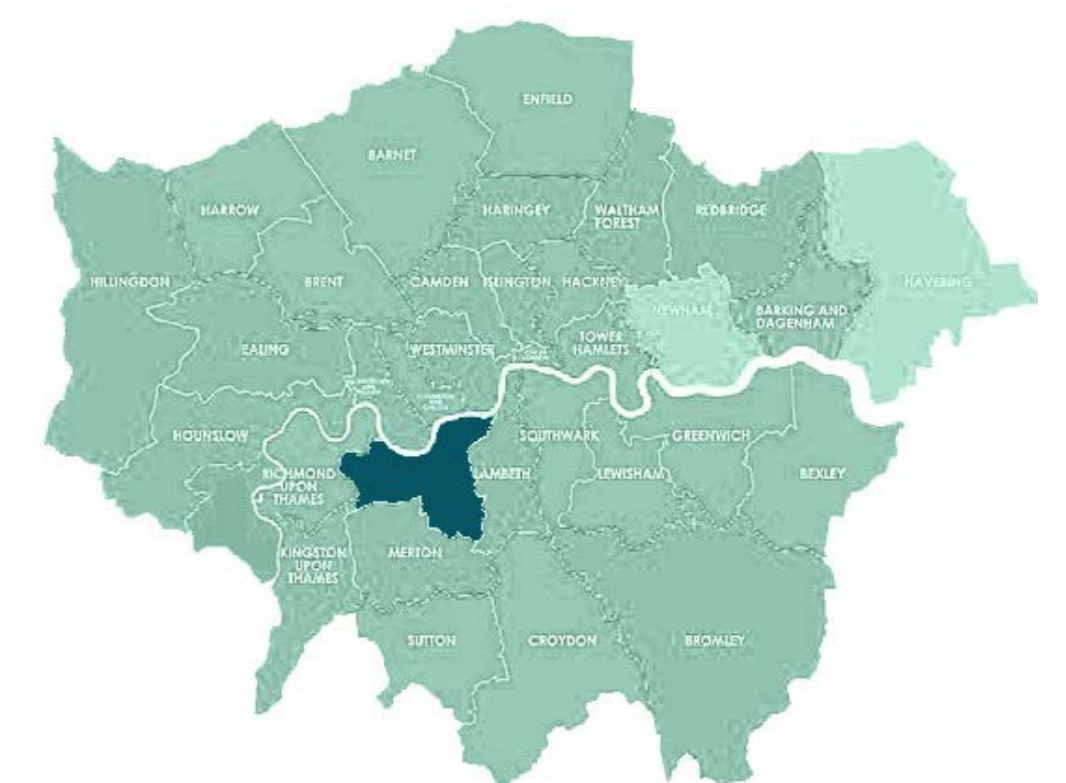 ENFIELD
BARNET
HARROW
HARINGEY
WALTHAM
FOREST
REDBRIDGE
HILLINGDON
BRENT
CAMDEN
ISLINGTON
HACKNEY
NEWHAM
HAVERING
BARKING AND
DAGENHAM
EALING
WESTMINSTER
TOWER
HAMLETS
HOUNSLOW
SOUTHWARK
GREENWICH
RICHMOND
UPON
THAMES
LAMBETH
LEWISHAM
BEXLEY
KINGSTON
UPON
THAMES
MERTON
SUTTON
CROYDON
BROMLEY